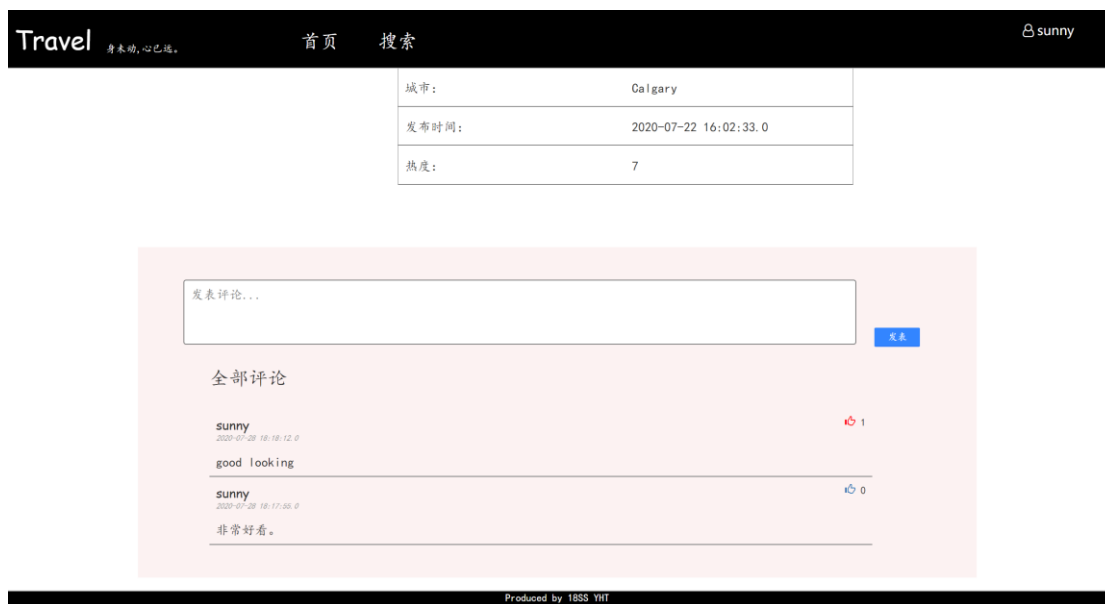 Travel 身未动,心已远。 首页 搜索 sunny
城市: Calgary
发布时间: 2020-07-22 16:02:33.0
热度: 7
发表评论...
发表
全部评论
sunny 1
2020-07-28 18:18:12.0
good looking
sunny 0
2020-07-28 18:17:56.0
非常好看。
Produced by 18SS YHT